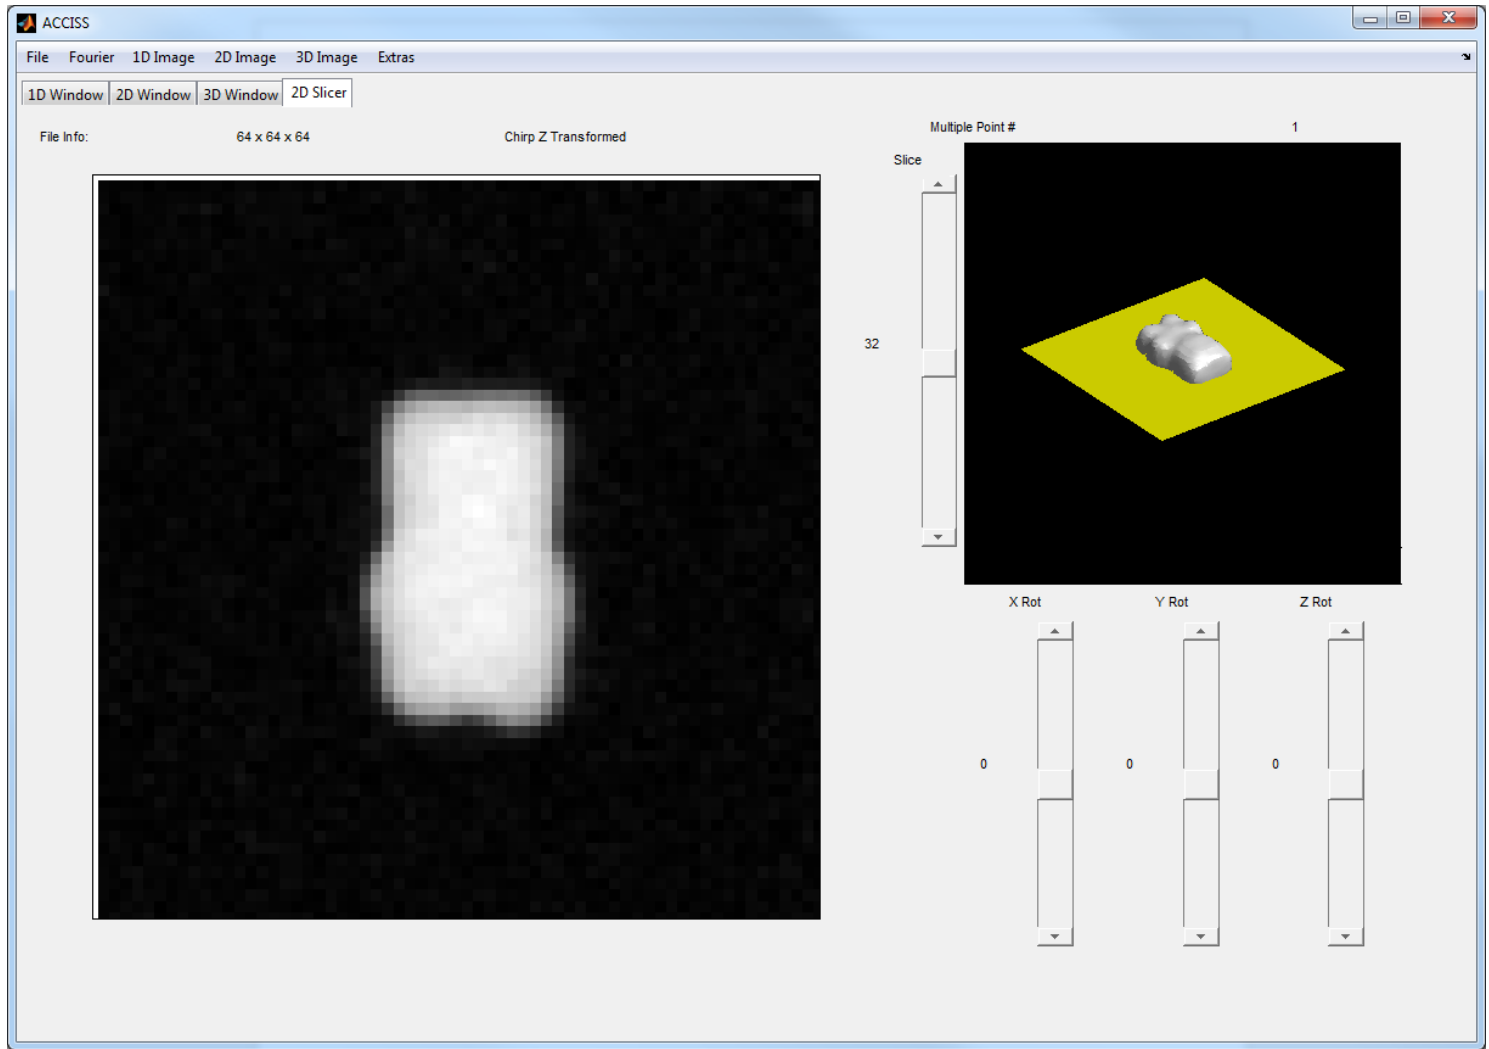 ACCISS
File Fourier 1D Image 2D Image 3D Image Extras
1D Window 2D Window 3D Window 2D Slicer
File Info: 64 x 64 x 64 Chirp Z Transformed
Multiple Point # 1
Slice
32
X Rot Y Rot Z Rot
0 0 0